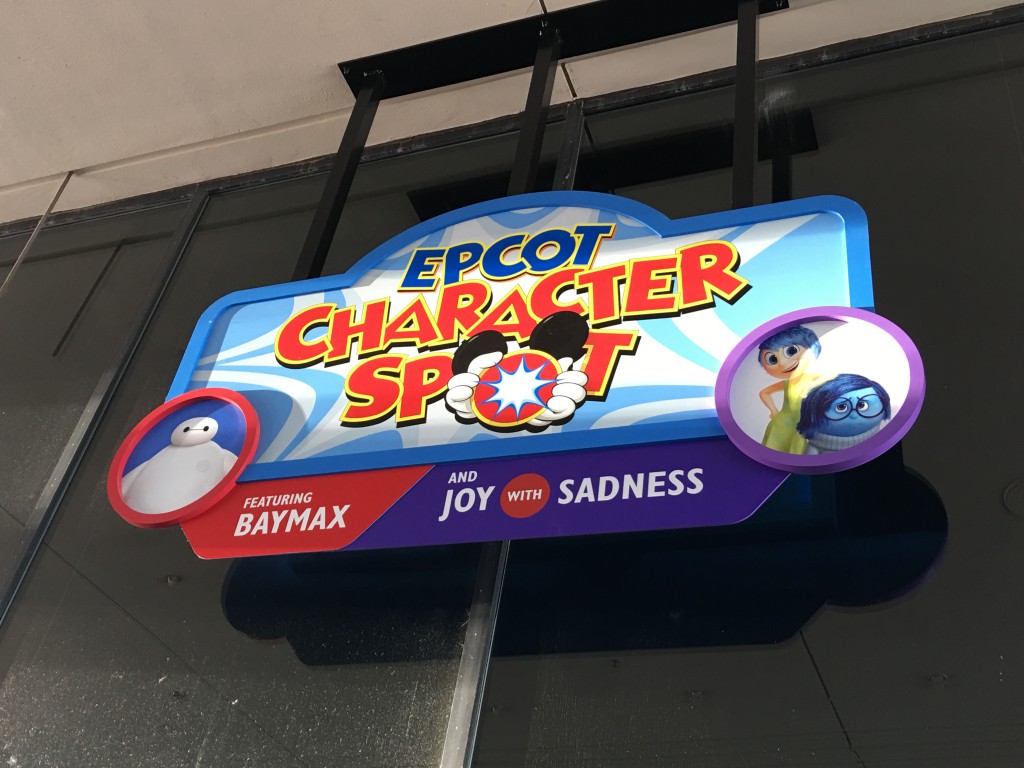 EPCOT
CHARACTER
SPOT
FEATURING
BAYMAX
AND
JOY WITH SADNESS